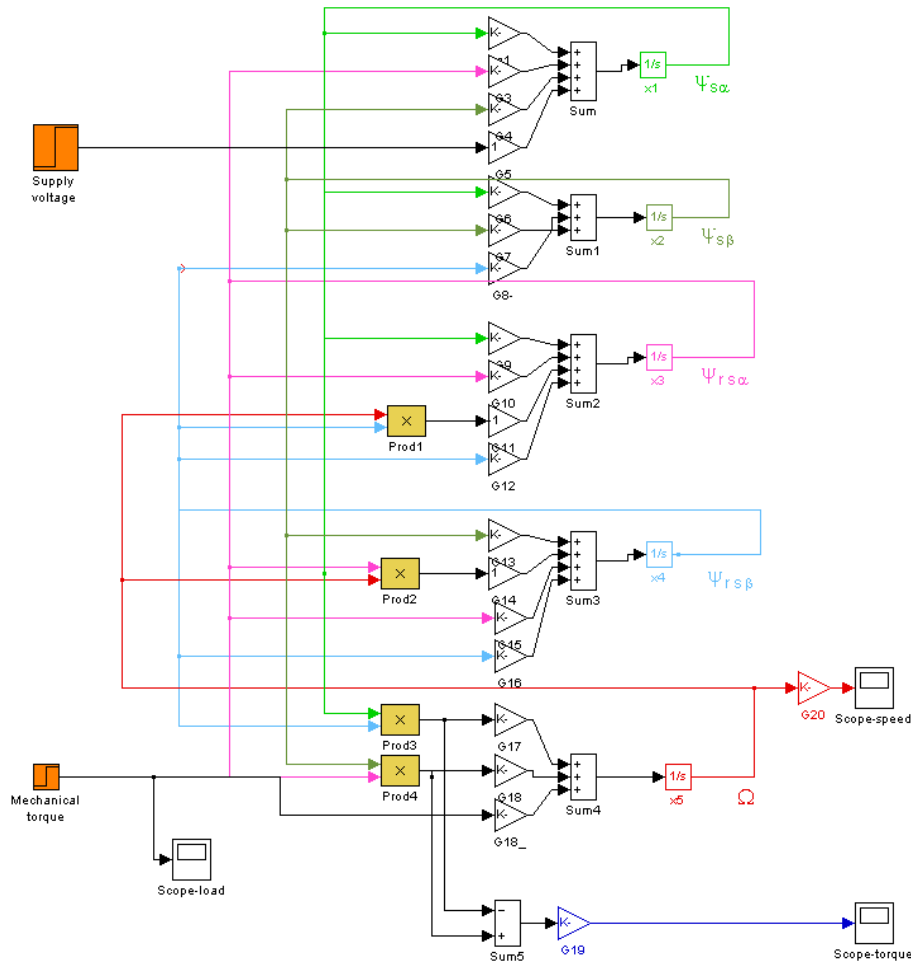 K-
+
K-
+
+
+
Sum
1/s
x1
Ψsα
G3
K-
G4
1
Supply
voltage
G5
K-
G6
K-
G7
K-
G8-
+
+
+
Sum1
1/s
x2
Ψsβ
K-
G9
K-
G10
1
G11
K-
G12
×
Prod1
+
+
+
+
Sum2
1/s
x3
Ψrsα
K-
G13
1
G14
K-
G15
K-
G16
×
Prod2
+
+
+
+
Sum3
1/s
x4
Ψrsβ
K-
G20
Scope-speed
×
Prod3
K-
G17
×
Prod4
K-
G18
K-
G18_
+
+
+
Sum4
1/s
x5
Ω
Mechanical
torque
Scope-load
−
+
Sum5
K-
G19
Scope-torque